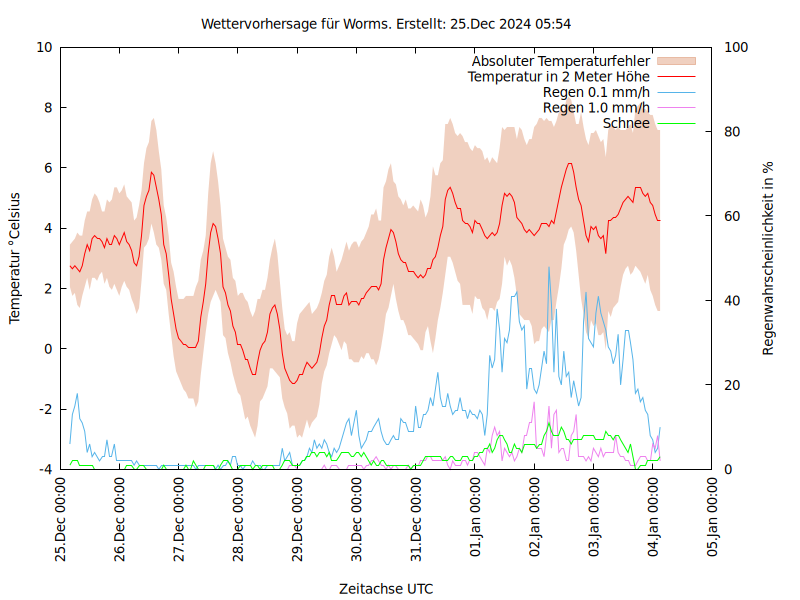 Wettervorhersage für Worms. Erstellt: 25.Dec 2024 05:54
Absoluter Temperaturfehler
Temperatur in 2 Meter Höhe
Regen 0.1 mm/h
Regen 1.0 mm/h
Schnee
10
8
6
4
2
0
-2
-4
100
80
60
40
20
0
Temperatur °Celsius
Regenwahrscheinlichkeit in %
25.Dec 00:00
26.Dec 00:00
27.Dec 00:00
28.Dec 00:00
29.Dec 00:00
30.Dec 00:00
31.Dec 00:00
01.Jan 00:00
02.Jan 00:00
03.Jan 00:00
04.Jan 00:00
05.Jan 00:00
Zeitachse UTC